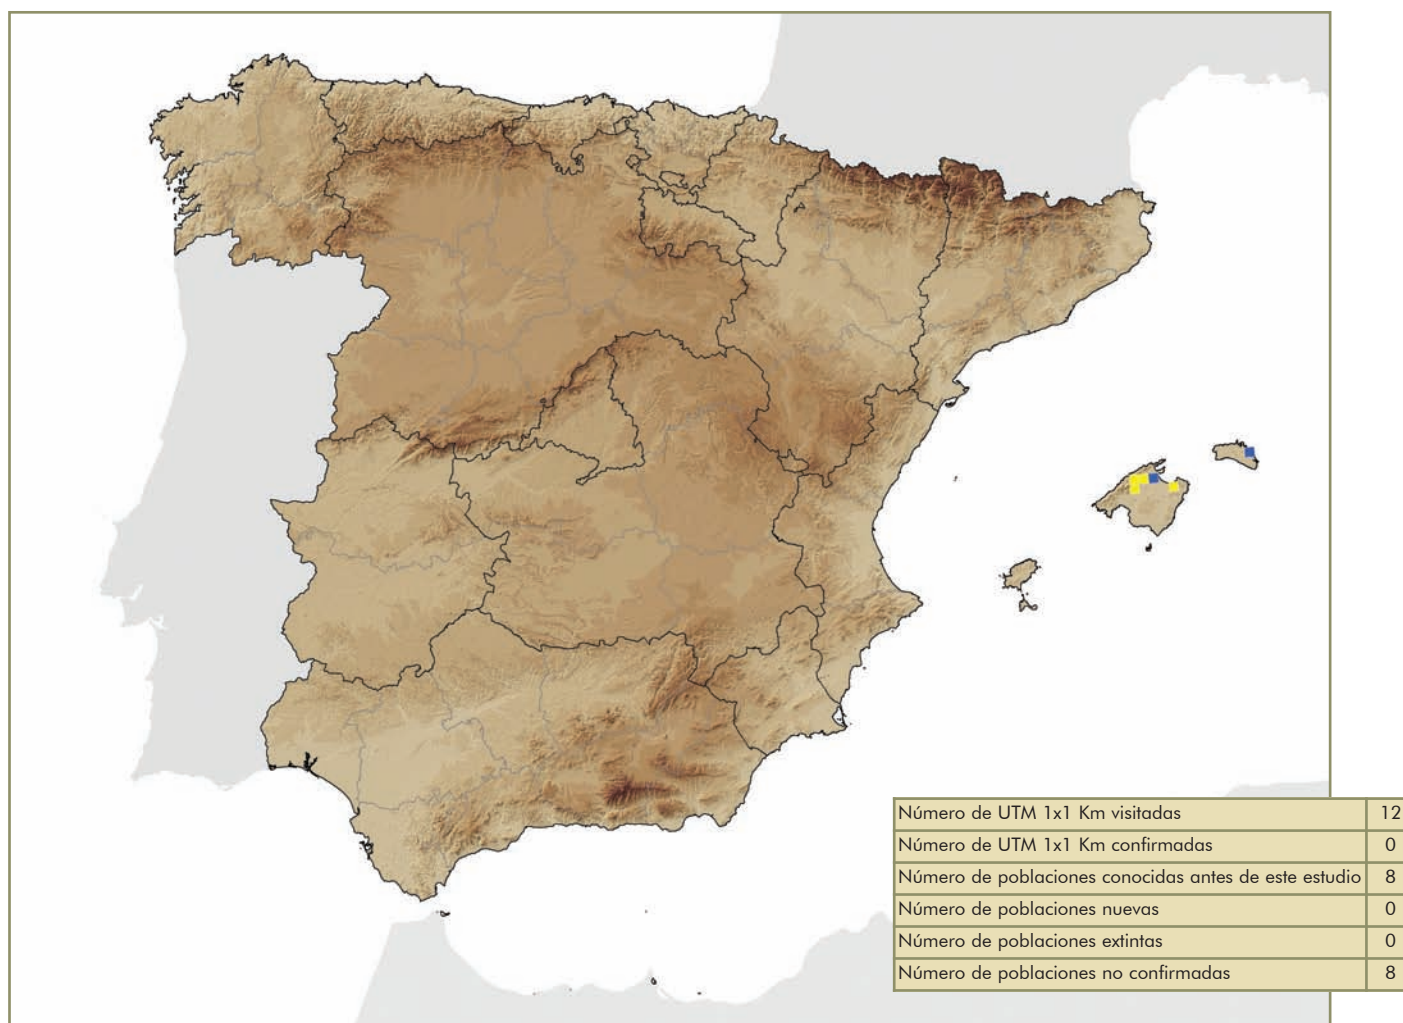 Número de UTM 1x1 Km visitadas 12
Número de UTM 1x1 Km confirmadas 0
Número de poblaciones conocidas antes de este estudio 8
Número de poblaciones nuevas 0
Número de poblaciones extintas 0
Número de poblaciones no confirmadas 8